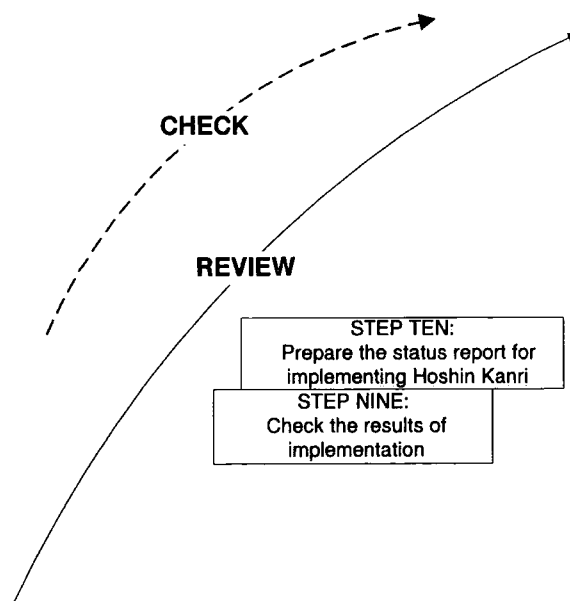 CHECK
REVIEW
STEP TEN:
Prepare the status report for
implementing Hoshin Kanri
STEP NINE:
Check the results of
implementation